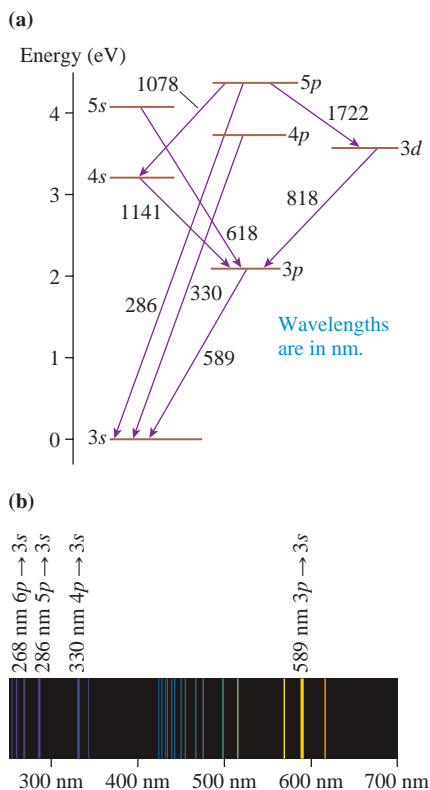 (a)
Energy (eV)
1078
5p
5s
4
1722
4p
3d
4s
3
1141
818
618
2
3p
286
330
Wavelengths
are in nm.
589
1
0
3s
(b)
268 nm 6p → 3s
286 nm 5p → 3s
330 nm 4p → 3s
589 nm 3p → 3s
300 nm 400 nm 500 nm 600 nm 700 nm